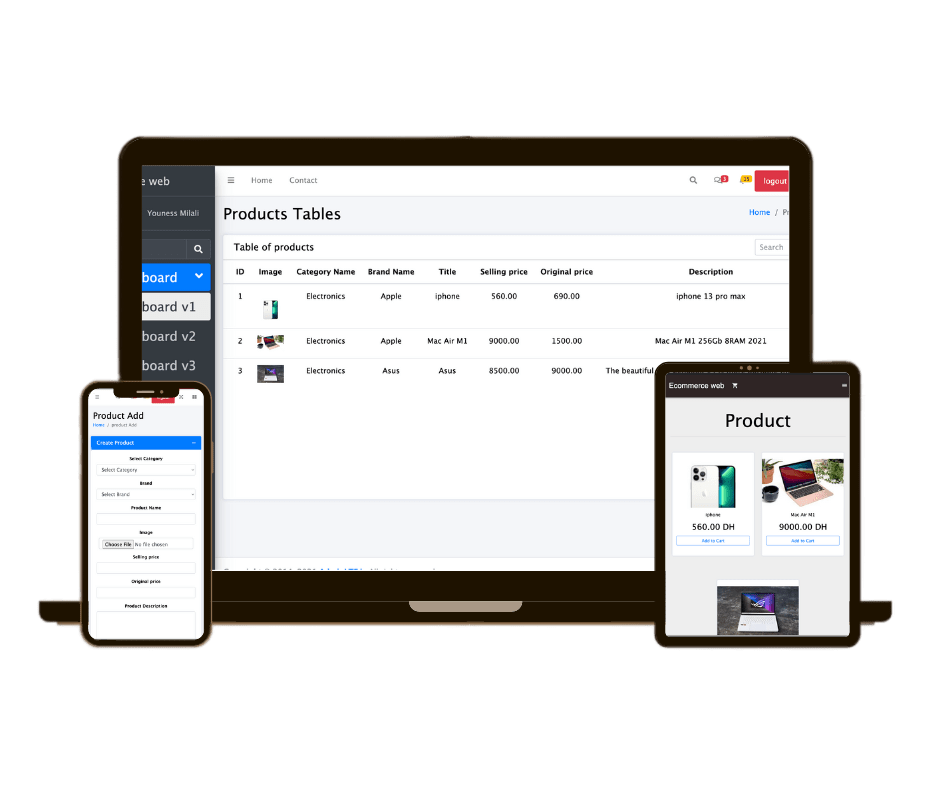 e web
Home Contact
3
15
logout
Youness Milali
Products Tables
Home / Pr
Table of products
Search
board
board v1
board v2
board v3
ID Image Category Name Brand Name Title Selling price Original price Description
1 Electronics Apple iphone 560.00 690.00 iphone 13 pro max
2 Electronics Apple Mac Air M1 9000.00 1500.00 Mac Air M1 256Gb 8RAM 2021
3 Electronics Asus Asus 8500.00 9000.00 The beautiful
Product Add
Home / product Add
Create Product
Select Category
Select Category
Brand
Select Brand
Product Name
Image
Choose File No file chosen
Selling price
Original price
Product Description
Ecommerce web
Product
Iphone
560.00 DH
Add to Cart
Mac Air M1
9000.00 DH
Add to Cart